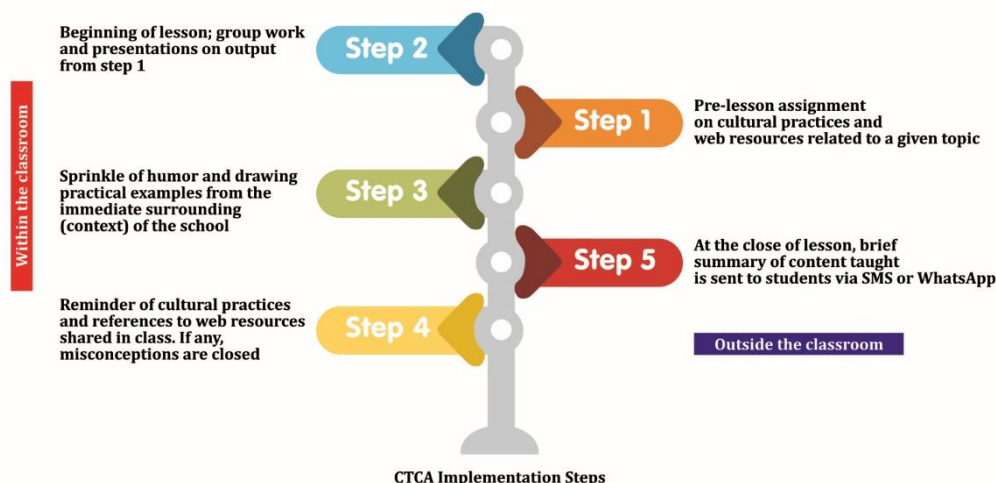 Step 2
Beginning of lesson; group work
and presentations on output
from step 1
Step 1
Pre-lesson assignment
on cultural practices and
web resources related to a given topic
Within the classroom
Step 3
Sprinkle of humor and drawing
practical examples from the
immediate surrounding
(context) of the school
Step 5
At the close of lesson, brief
summary of content taught
is sent to students via SMS or WhatsApp
Step 4
Reminder of cultural practices
and references to web resources
shared in class. If any,
misconceptions are closed
Outside the classroom
CTCA Implementation Steps